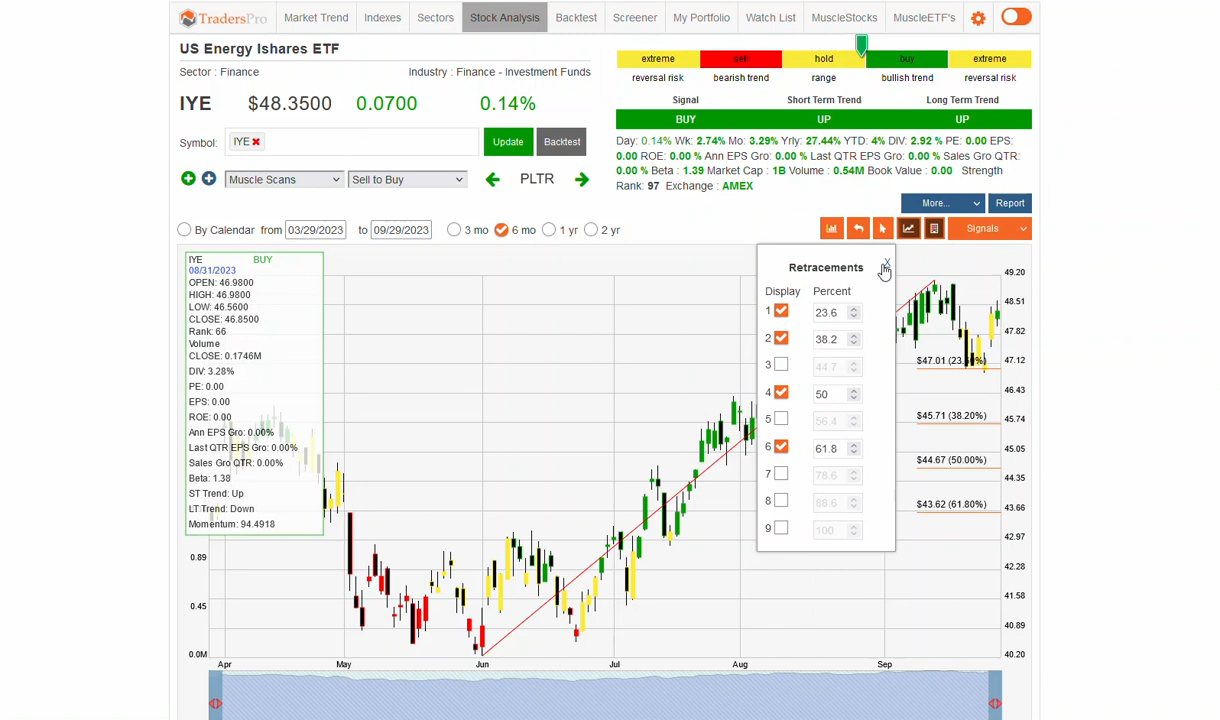 TradersPro
Market Trend Indexes Sectors Stock Analysis Backtest Screener My Portfolio Watch List MuscleStocks MuscleETF's
US Energy Ishares ETF
Sector : Finance Industry : Finance - Investment Funds
IYE $48.3500 0.0700 0.14%
Symbol: IYE Update Backtest
Muscle Scans Sell to Buy PLTR
extreme sell hold buy extreme
reversal risk bearish trend range bullish trend reversal risk
Signal Short Term Trend Long Term Trend
BUY UP UP
Day: 0.14% Wk: 2.74% Mo: 3.29% Yrly: 27.44% YTD: 4% DIV: 2.92 % PE: 0.00 EPS:
0.00 ROE: 0.00 % Ann EPS Gro: 0.00 % Last QTR EPS Gro: 0.00 % Sales Gro QTR:
0.00 % Beta : 1.39 Market Cap : 1B Volume : 0.54M Book Value : 0.00 Strength
Rank: 97 Exchange : AMEX
More... Report
By Calendar from 03/29/2023 to 09/29/2023 3 mo 6 mo 1 yr 2 yr Signals
IYE BUY
08/31/2023
OPEN: 46.9800
HIGH: 46.9800
LOW: 46.5600
CLOSE: 46.8500
Rank: 66
Volume
CLOSE: 0.1746M
DIV: 3.28%
PE: 0.00
EPS: 0.00
ROE: 0.00
Ann EPS Gro: 0.00%
Last QTR EPS Gro: 0.00%
Sales Gro QTR: 0.00%
Beta: 1.38
ST Trend: Up
LT Trend: Down
Momentum: 94.4918
0.89
0.45
0.0M
Retracements X
Display Percent
1 23.6
2 38.2
3 44.7
4 50
5 56.4
6 61.8
7 78.6
8 88.6
9 100
$47.01 (23.60%)
$45.71 (38.20%)
$44.67 (50.00%)
$43.62 (61.80%)
49.20
48.51
47.82
47.12
46.43
45.74
45.05
44.35
43.66
42.97
42.28
41.58
40.89
40.20
Apr May Jun Jul Aug Sep